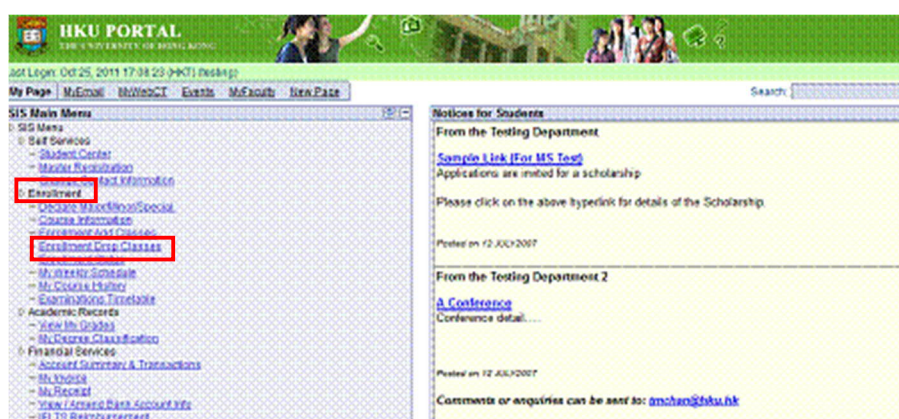 HKU PORTAL
THE UNIVERSITY OF HONG KONG
Last Login: Oct 25, 2011 17:08:23 (HKT) (testing)
My Page MyEmail MyWebCT Events MyFaculty New Page
Search:
SIS Main Menu
SIS Menu
Self Services
Student Center
Master Registration
Contact Information
Enrollment
Declare Major/Minor/Special
Course Information
Enrollment Add Classes
Enrollment Drop Classes
Enrollment Status
My Weekly Schedule
My Course History
Examinations Timetable
Academic Records
View My Grades
My Degree Classification
Financial Services
Account Summary & Transactions
My Invoice
My Receipt
View / Amend Bank Account Info
IELTS Reimbursement
Notices for Students
From the Testing Department
Sample Link (For MS Test)
Applications are invited for a scholarship
Please click on the above hyperlink for details of the Scholarship.
Posted on 12 JULY2007
From the Testing Department 2
A Conference
Conference detail.....
Posted on 12 JULY2007
Comments or enquiries can be sent to: tmchan@hku.hk